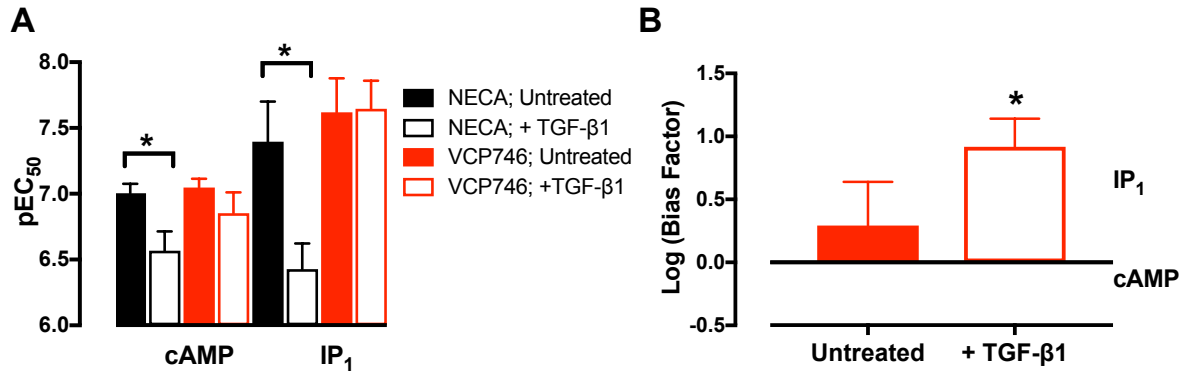 A
pEC50
8.0
7.5
7.0
6.5
6.0
*
*
cAMP
IP1
NECA; Untreated
NECA; + TGF-β1
VCP746; Untreated
VCP746; +TGF-β1
B
Log (Bias Factor)
1.5
1.0
0.5
0.0
-0.5
*
IP1
cAMP
Untreated
+ TGF-β1